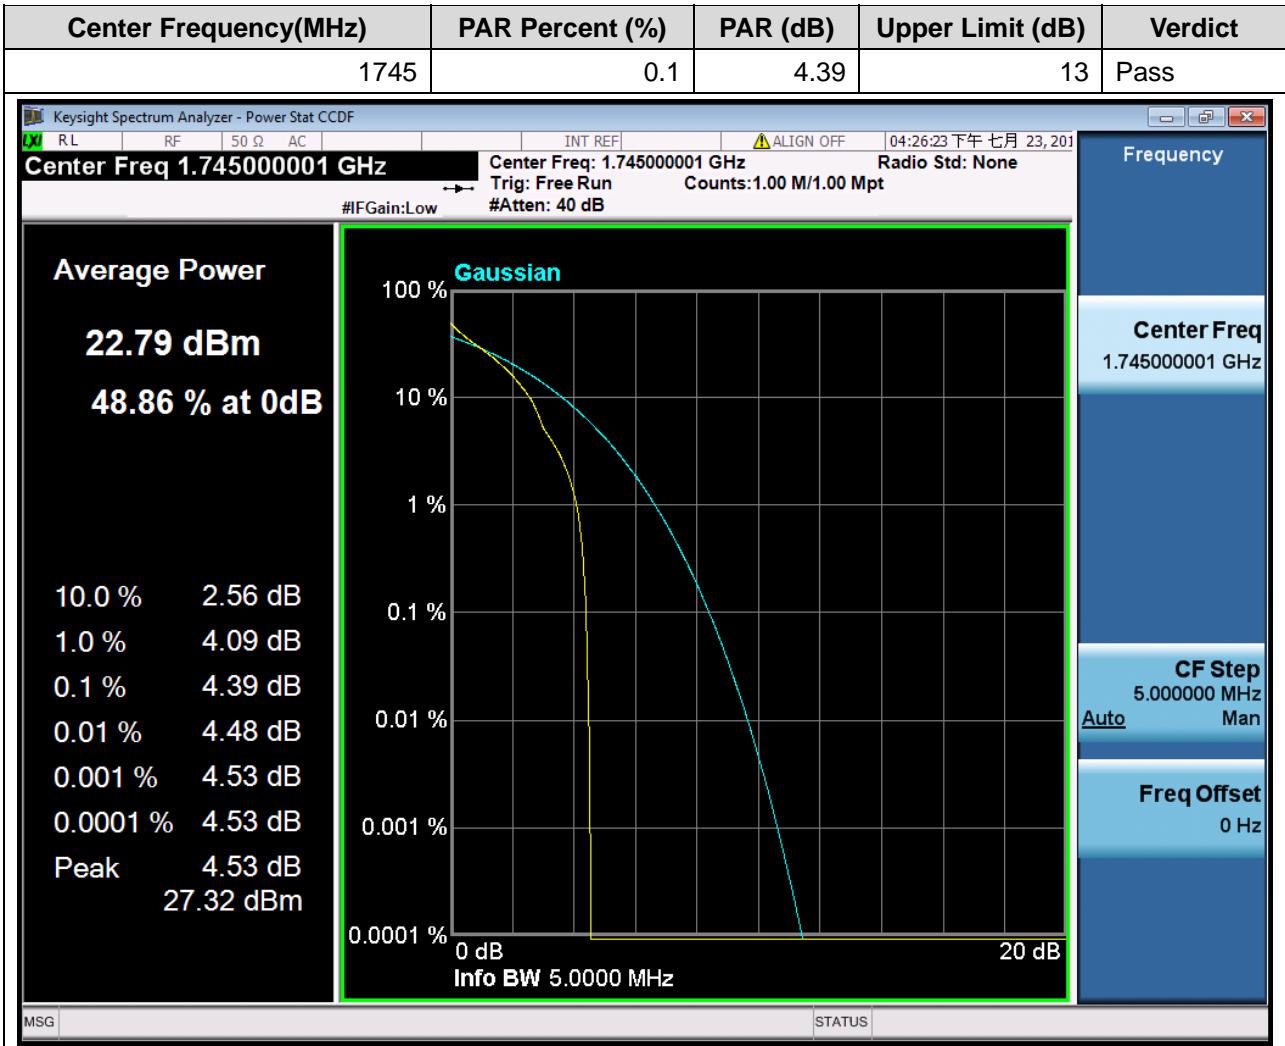 Center Frequency(MHz) PAR Percent (%) PAR (dB) Upper Limit (dB) Verdict
1745 0.1 4.39 13 Pass
Keysight Spectrum Analyzer - Power Stat CCDF
LXI RL RF 50 Ω AC INT REF ALIGN OFF 04:26:23 下午 七月 23, 201
Center Freq 1.745000001 GHz
Center Freq: 1.745000001 GHz Radio Std: None
Trig: Free Run Counts:1.00 M/1.00 Mpt
#IFGain:Low #Atten: 40 dB
Frequency
Average Power
22.79 dBm
48.86 % at 0dB
10.0 % 2.56 dB
1.0 % 4.09 dB
0.1 % 4.39 dB
0.01 % 4.48 dB
0.001 % 4.53 dB
0.0001 % 4.53 dB
Peak 4.53 dB
27.32 dBm
Gaussian
100 %
10 %
1 %
0.1 %
0.01 %
0.001 %
0.0001 %
0 dB 20 dB
Info BW 5.0000 MHz
Center Freq
1.745000001 GHz
CF Step
5.000000 MHz
Auto Man
Freq Offset
0 Hz
MSG STATUS